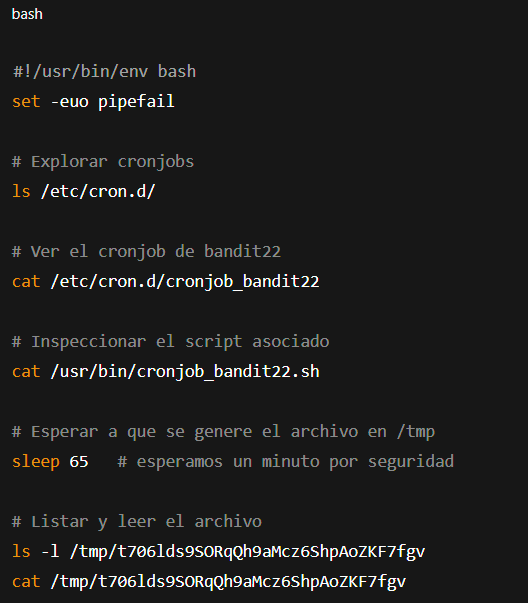 bash
#!/usr/bin/env bash
set -euo pipefail
# Explorar cronjobs
ls /etc/cron.d/
# Ver el cronjob de bandit22
cat /etc/cron.d/cronjob_bandit22
# Inspeccionar el script asociado
cat /usr/bin/cronjob_bandit22.sh
# Esperar a que se genere el archivo en /tmp
sleep 65   # esperamos un minuto por seguridad
# Listar y leer el archivo
ls -l /tmp/t706lds9SORqQh9aMcz6ShpAoZKF7fgv
cat /tmp/t706lds9SORqQh9aMcz6ShpAoZKF7fgv